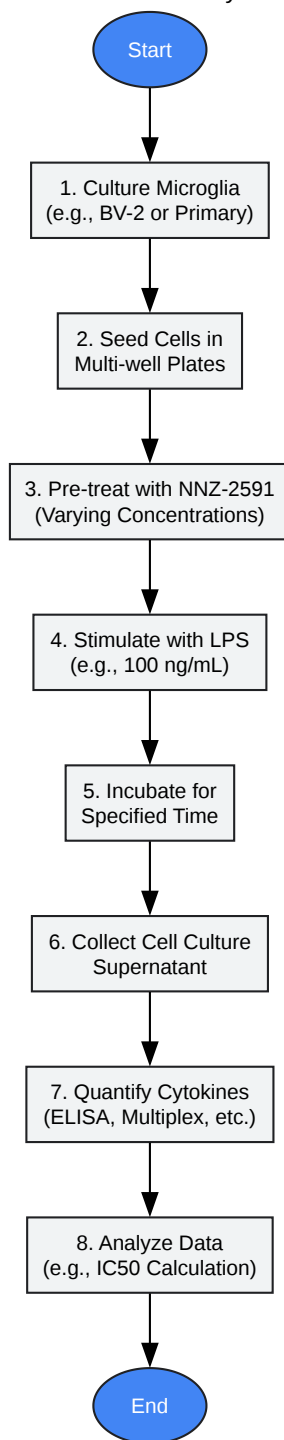 Start
1. Culture Microglia
(e.g., BV-2 or Primary)
2. Seed Cells in
Multi-well Plates
3. Pre-treat with NNZ-2591
(Varying Concentrations)
4. Stimulate with LPS
(e.g., 100 ng/mL)
5. Incubate for
Specified Time
6. Collect Cell Culture
Supernatant
7. Quantify Cytokines
(ELISA, Multiplex, etc.)
8. Analyze Data
(e.g., IC50 Calculation)
End